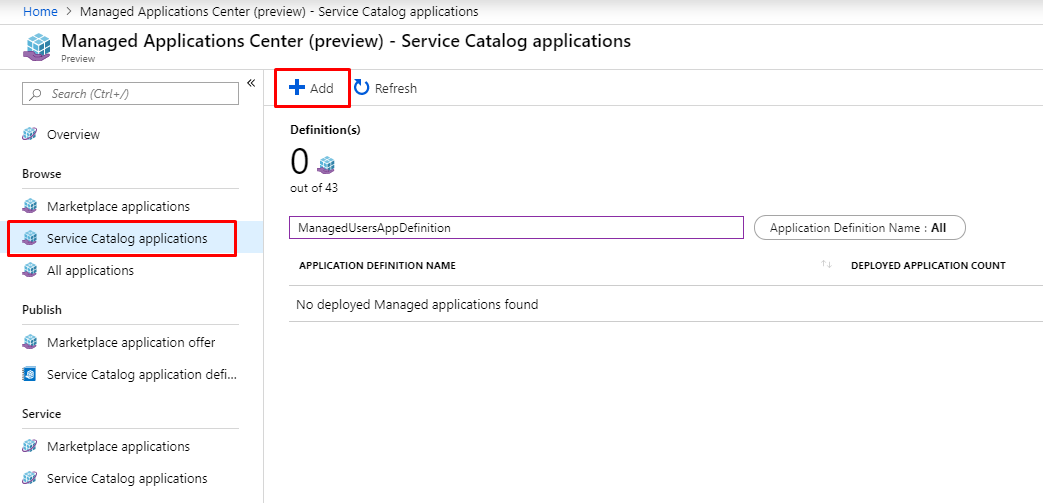 Home > Managed Applications Center (preview) - Service Catalog applications
Managed Applications Center (preview) - Service Catalog applications
Preview
Search (Ctrl+/)
«
Overview
Browse
Marketplace applications
Service Catalog applications
All applications
Publish
Marketplace application offer
Service Catalog application defi...
Service
Marketplace applications
Service Catalog applications
Add Refresh
Definition(s)
0
out of 43
ManagedUsersAppDefinition Application Definition Name : All
APPLICATION DEFINITION NAME ↑↓ DEPLOYED APPLICATION COUNT
No deployed Managed applications found